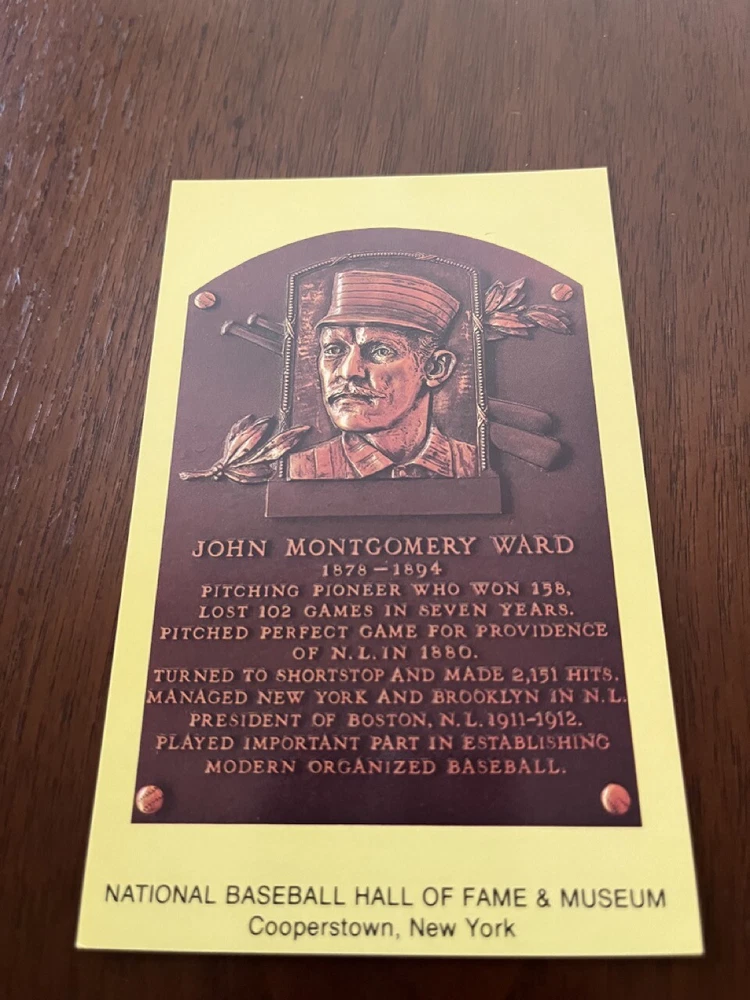 JOHN MONTGOMERY WARD
1878–1894
PITCHING PIONEER WHO WON 158,
LOST 102 GAMES IN SEVEN YEARS.
PITCHED PERFECT GAME FOR PROVIDENCE
OF N.L. IN 1880.
TURNED TO SHORTSTOP AND MADE 2,151 HITS.
MANAGED NEW YORK AND BROOKLYN IN N.L.
PRESIDENT OF BOSTON, N.L. 1911-1912.
PLAYED IMPORTANT PART IN ESTABLISHING
MODERN ORGANIZED BASEBALL.
NATIONAL BASEBALL HALL OF FAME & MUSEUM
Cooperstown, New York